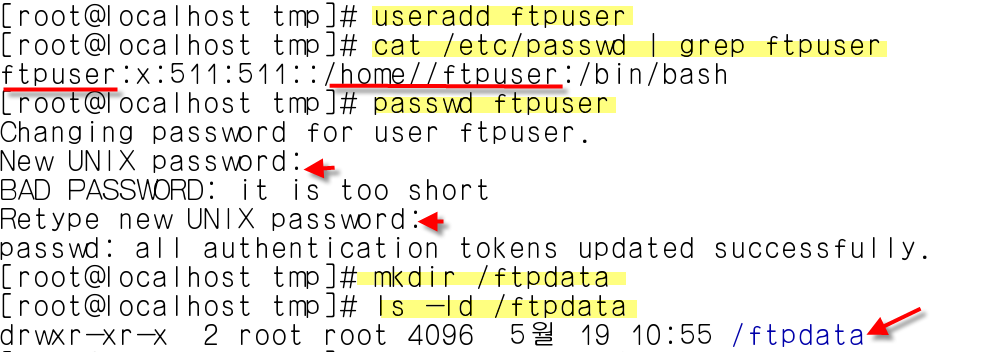 [root@localhost tmp]# useradd ftpuser
[root@localhost tmp]# cat /etc/passwd | grep ftpuser
ftpuser:x:511:511::/home//ftpuser:/bin/bash
[root@localhost tmp]# passwd ftpuser
Changing password for user ftpuser.
New UNIX password:
BAD PASSWORD: it is too short
Retype new UNIX password:
passwd: all authentication tokens updated successfully.
[root@localhost tmp]# mkdir /ftpdata
[root@localhost tmp]# ls -ld /ftpdata
drwxr-xr-x  2 root root 4096  5월 19 10:55 /ftpdata